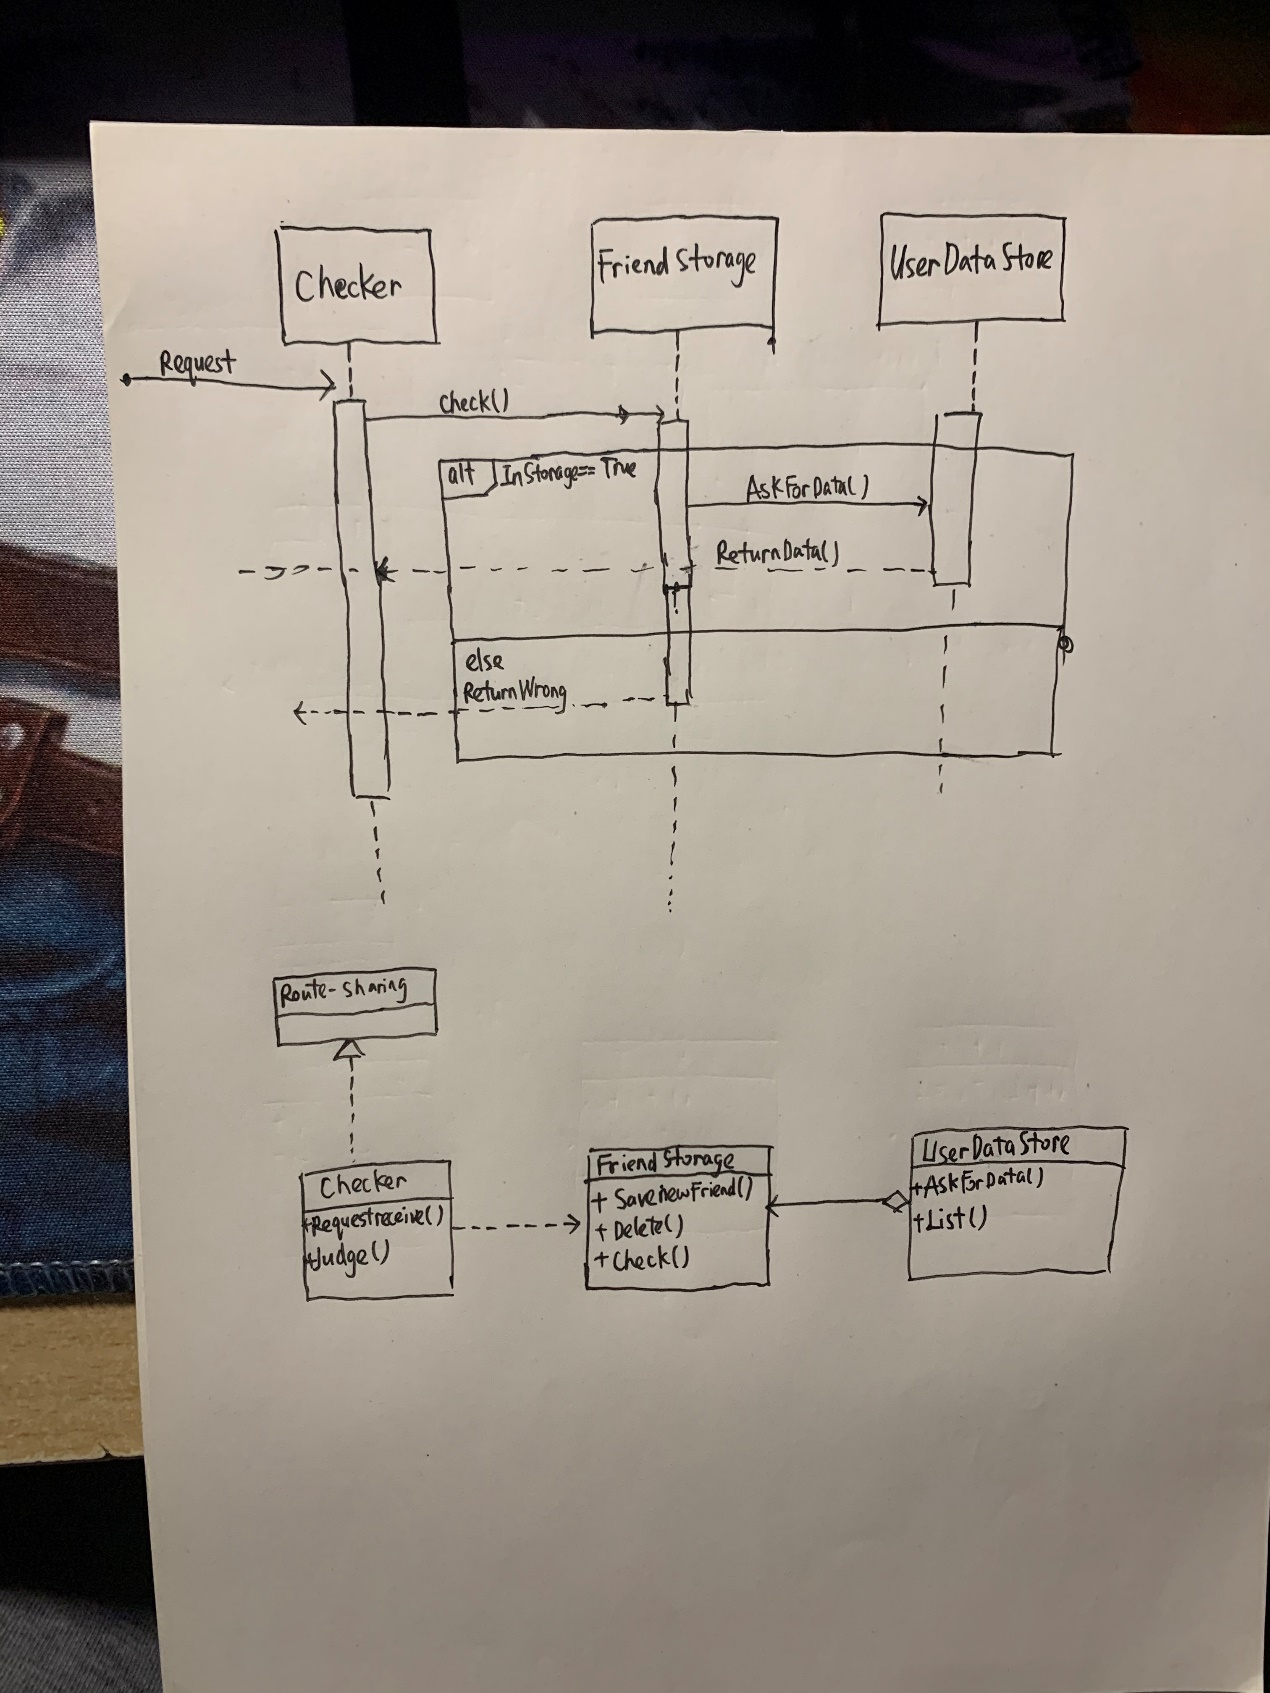 Checker
Friend Storage
User Data Store
Request
check()
alt
InStorage== True
AskForData()
ReturnData()
else
ReturnWrong
Route-sharing
Checker
+Requestreceive()
+Judge()
Friend Storage
+ SavenewFriend()
+ Delete()
+ Check()
UserDataStore
+AskForData()
+List()